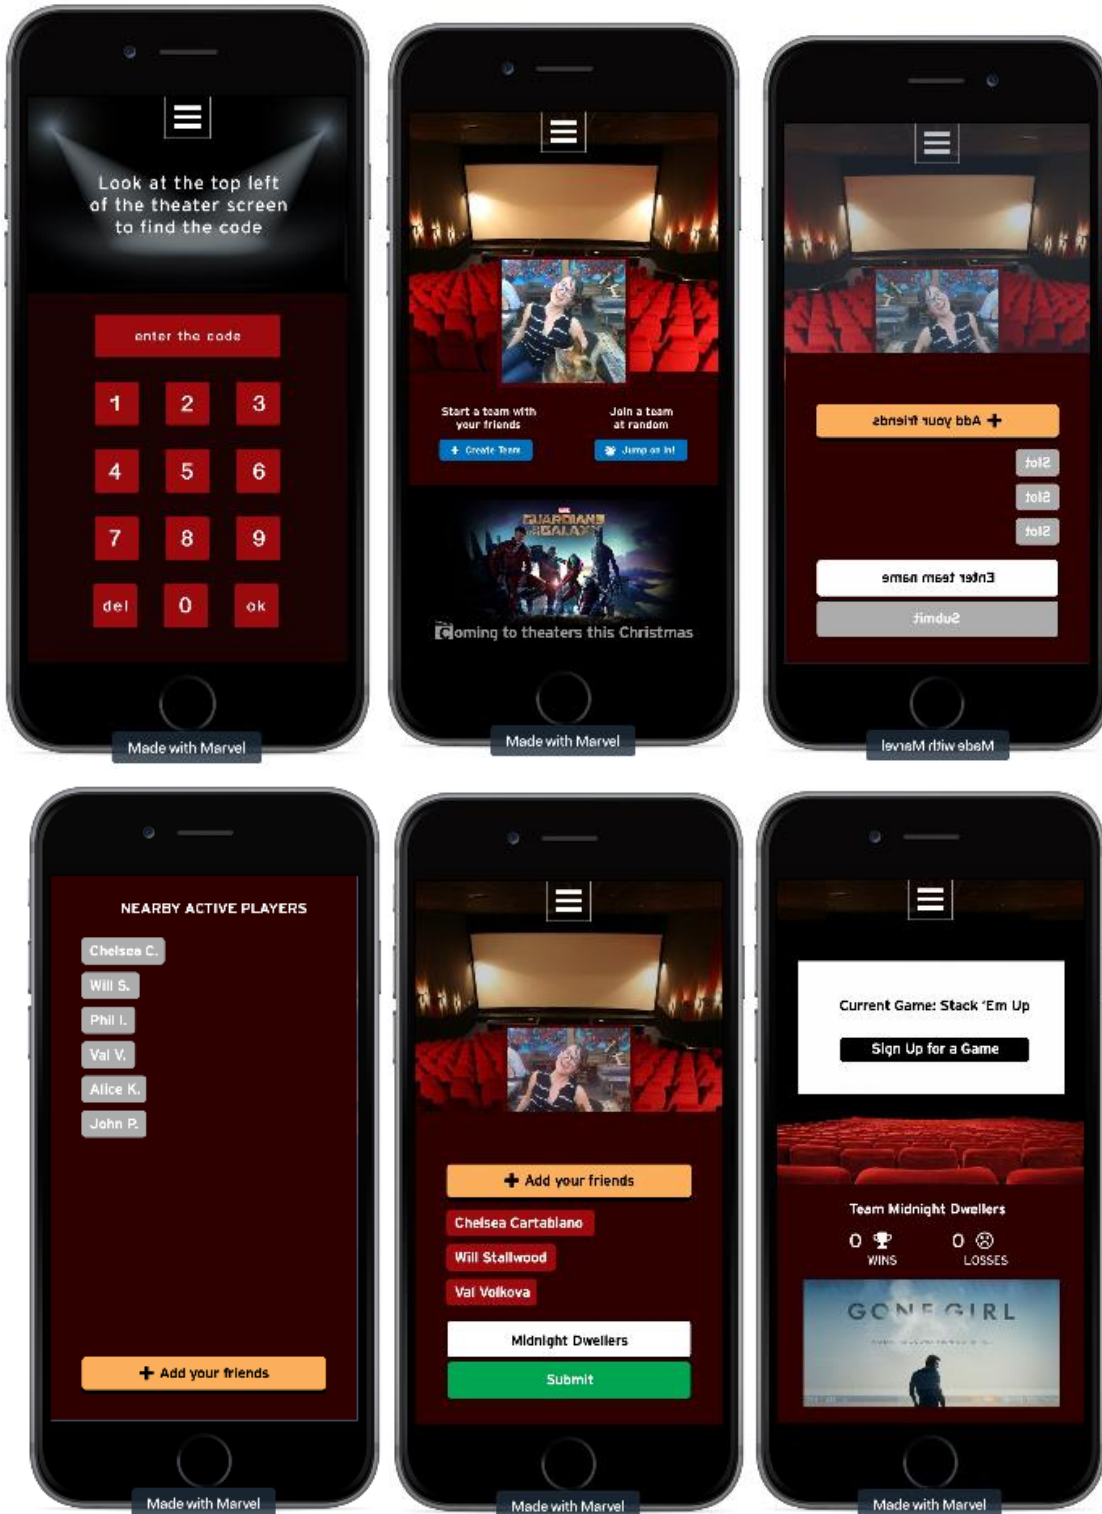 Look at the top left
of the theater screen
to find the code
enter the code
1 2 3
4 5 6
7 8 9
del 0 ok
Made with Marvel
Start a team with
your friends
+ Create Team
Join a team
at random
Jump on In!
MARVEL
GUARDIANS
OF THE
GALAXY
Coming to theaters this Christmas
Made with Marvel
+ Add your friends
Slot
Slot
Slot
Enter team name
Submit
Made with Marvel
NEARBY ACTIVE PLAYERS
Chelsea C.
Will S.
Phil I.
Val V.
Alice K.
John P.
+ Add your friends
Made with Marvel
+ Add your friends
Chelsea Cartablano
Will Stallwood
Val Volkova
Midnight Dwellers
Submit
Made with Marvel
Current Game: Stack 'Em Up
Sign Up for a Game
Team Midnight Dwellers
0 WINS
0 LOSSES
GONE GIRL
Made with Marvel